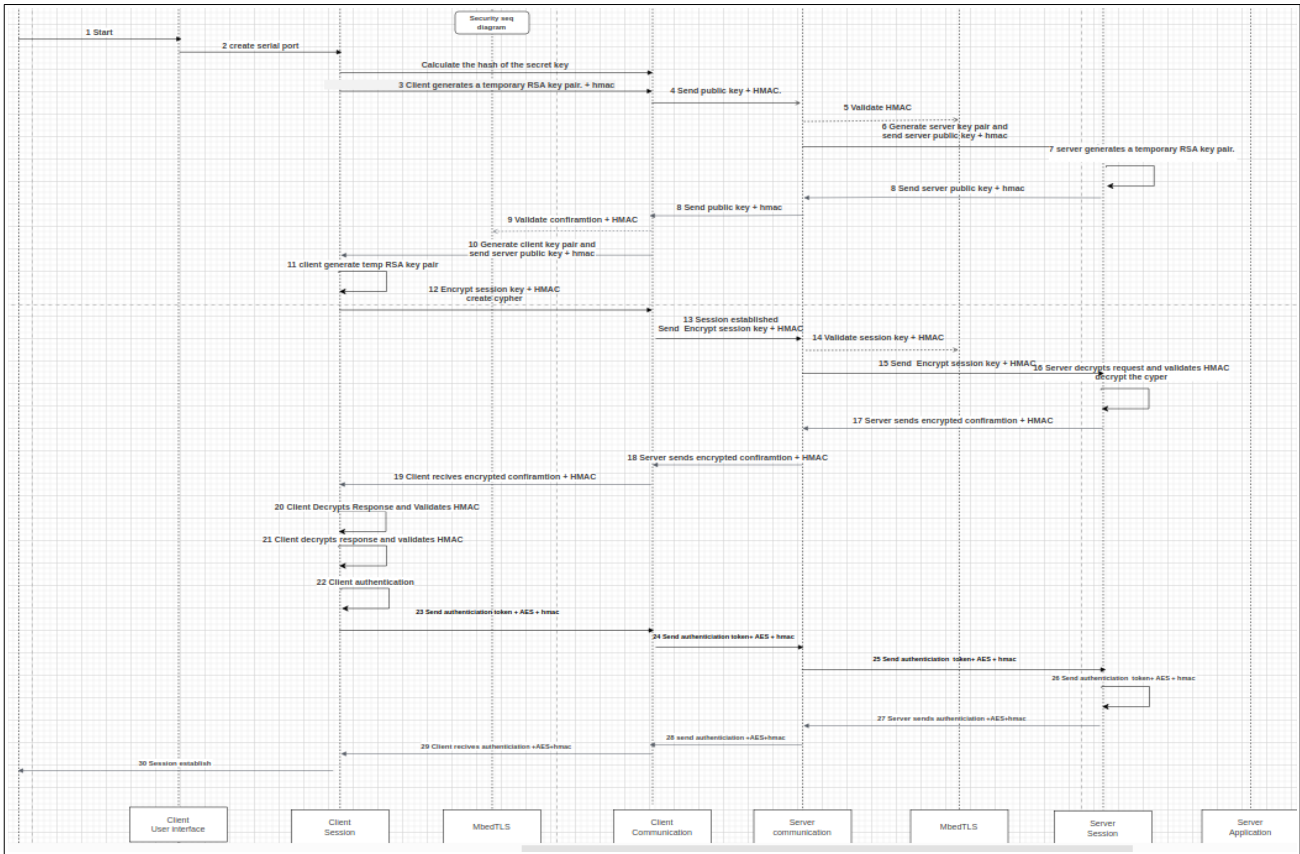 Security seq
diagram
1 Start
2 create serial port
Calculate the hash of the secret key
3 Client generates a temporary RSA key pair. + hmac
4 Send public key + HMAC.
5 Validate HMAC
6 Generate server key pair and
send server public key + hmac
7 server generates a temporary RSA key pair.
8 Send server public key + hmac
8 Send public key + hmac
9 Validate confiramtion + HMAC
10 Generate client key pair and
send server public key + hmac
11 client generate temp RSA key pair
12 Encrypt session key + HMAC
create cypher
13 Session established
Send Encrypt session key + HMAC
14 Validate session key + HMAC
15 Send Encrypt session key + HMAC
16 Server decrypts request and validates HMAC
decrypt the cyper
17 Server sends encrypted confiramtion + HMAC
18 Server sends encrypted confiramtion + HMAC
19 Client recives encrypted confiramtion + HMAC
20 Client Decrypts Response and Validates HMAC
21 Client decrypts response and validates HMAC
22 Client authentication
23 Send authenticiation token + AES + hmac
24 Send authenticiation token+ AES + hmac
25 Send authenticiation token+ AES + hmac
26 Send authenticiation token+ AES + hmac
27 Server sends authenticiation +AES+hmac
28 send authenticiation +AES+hmac
29 Client recives authenticiation +AES+hmac
30 Session establish
Client
User interface
Client
Session
MbedTLS
Client
Communication
Server
communication
MbedTLS
Server
Session
Server
Application